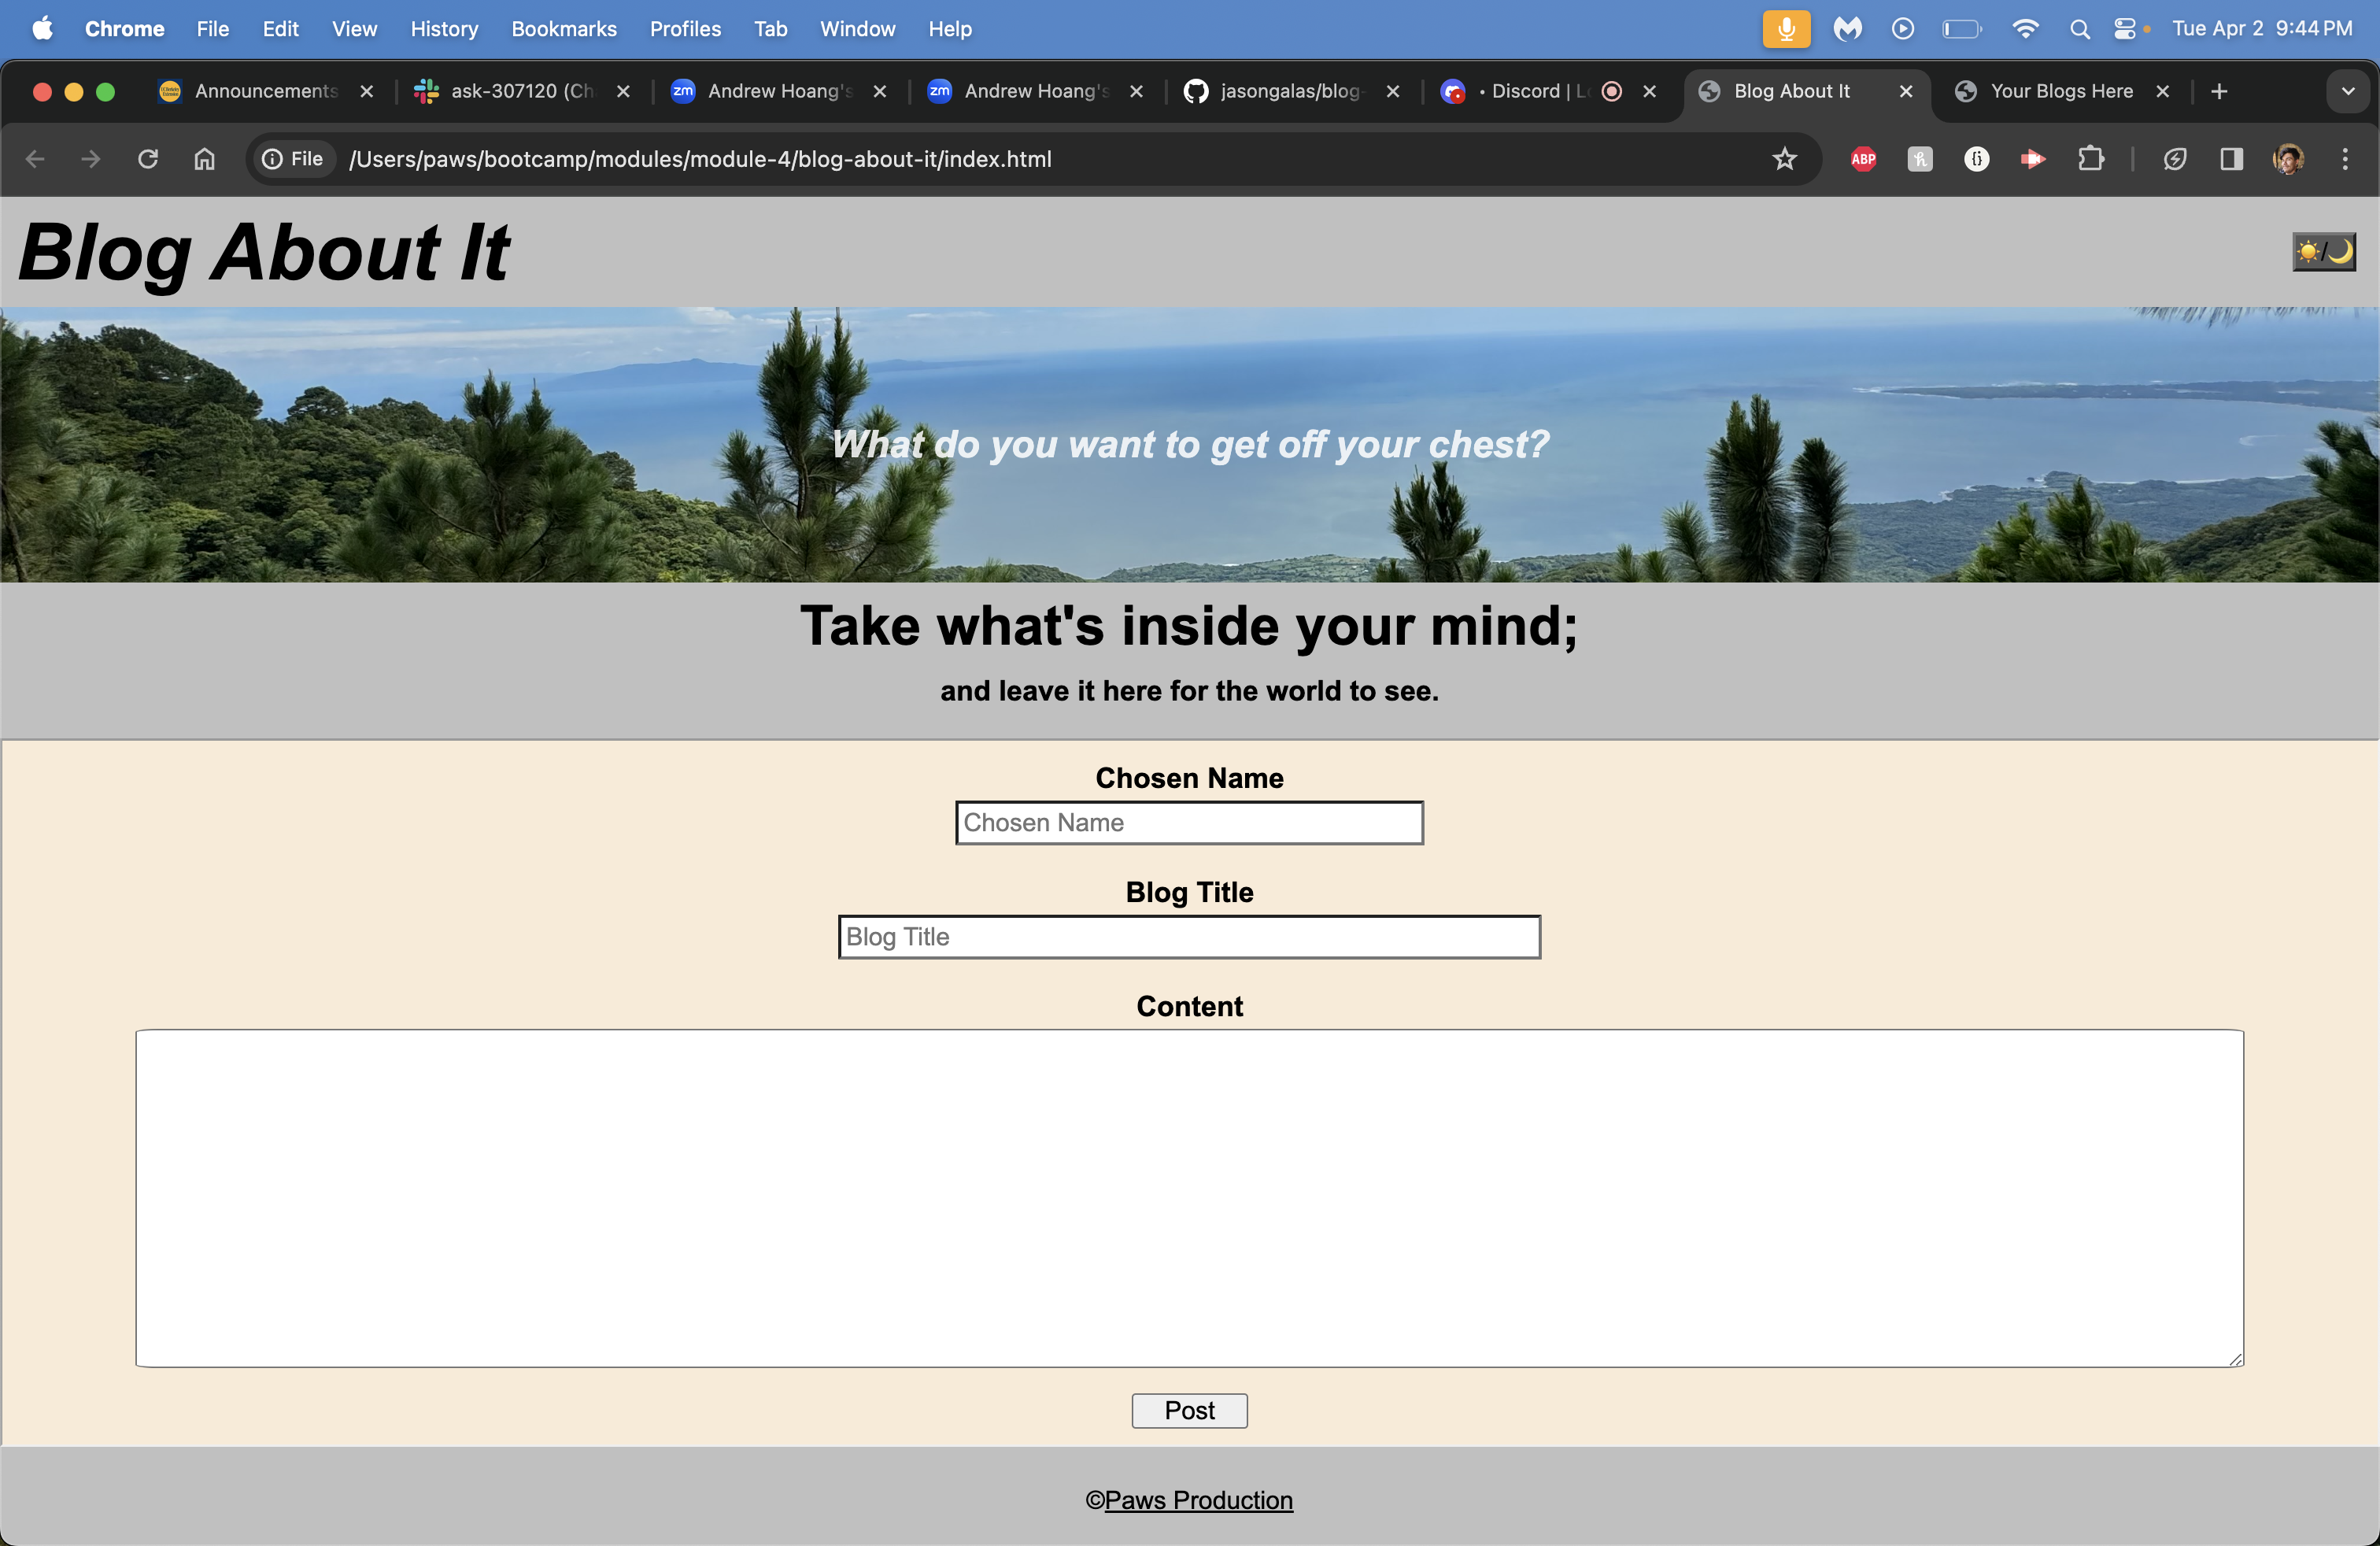 Chrome File Edit View History Bookmarks Profiles Tab Window Help Tue Apr 2 9:44 PM
Announcements ask-307120 (Ch zm Andrew Hoang's zm Andrew Hoang's jasongalas/blog- • Discord | Lo Blog About It Your Blogs Here
File /Users/paws/bootcamp/modules/module-4/blog-about-it/index.html ABP
Blog About It
☀️/🌙
What do you want to get off your chest?
Take what's inside your mind;
and leave it here for the world to see.
Chosen Name
Chosen Name
Blog Title
Blog Title
Content
Post
©Paws Production